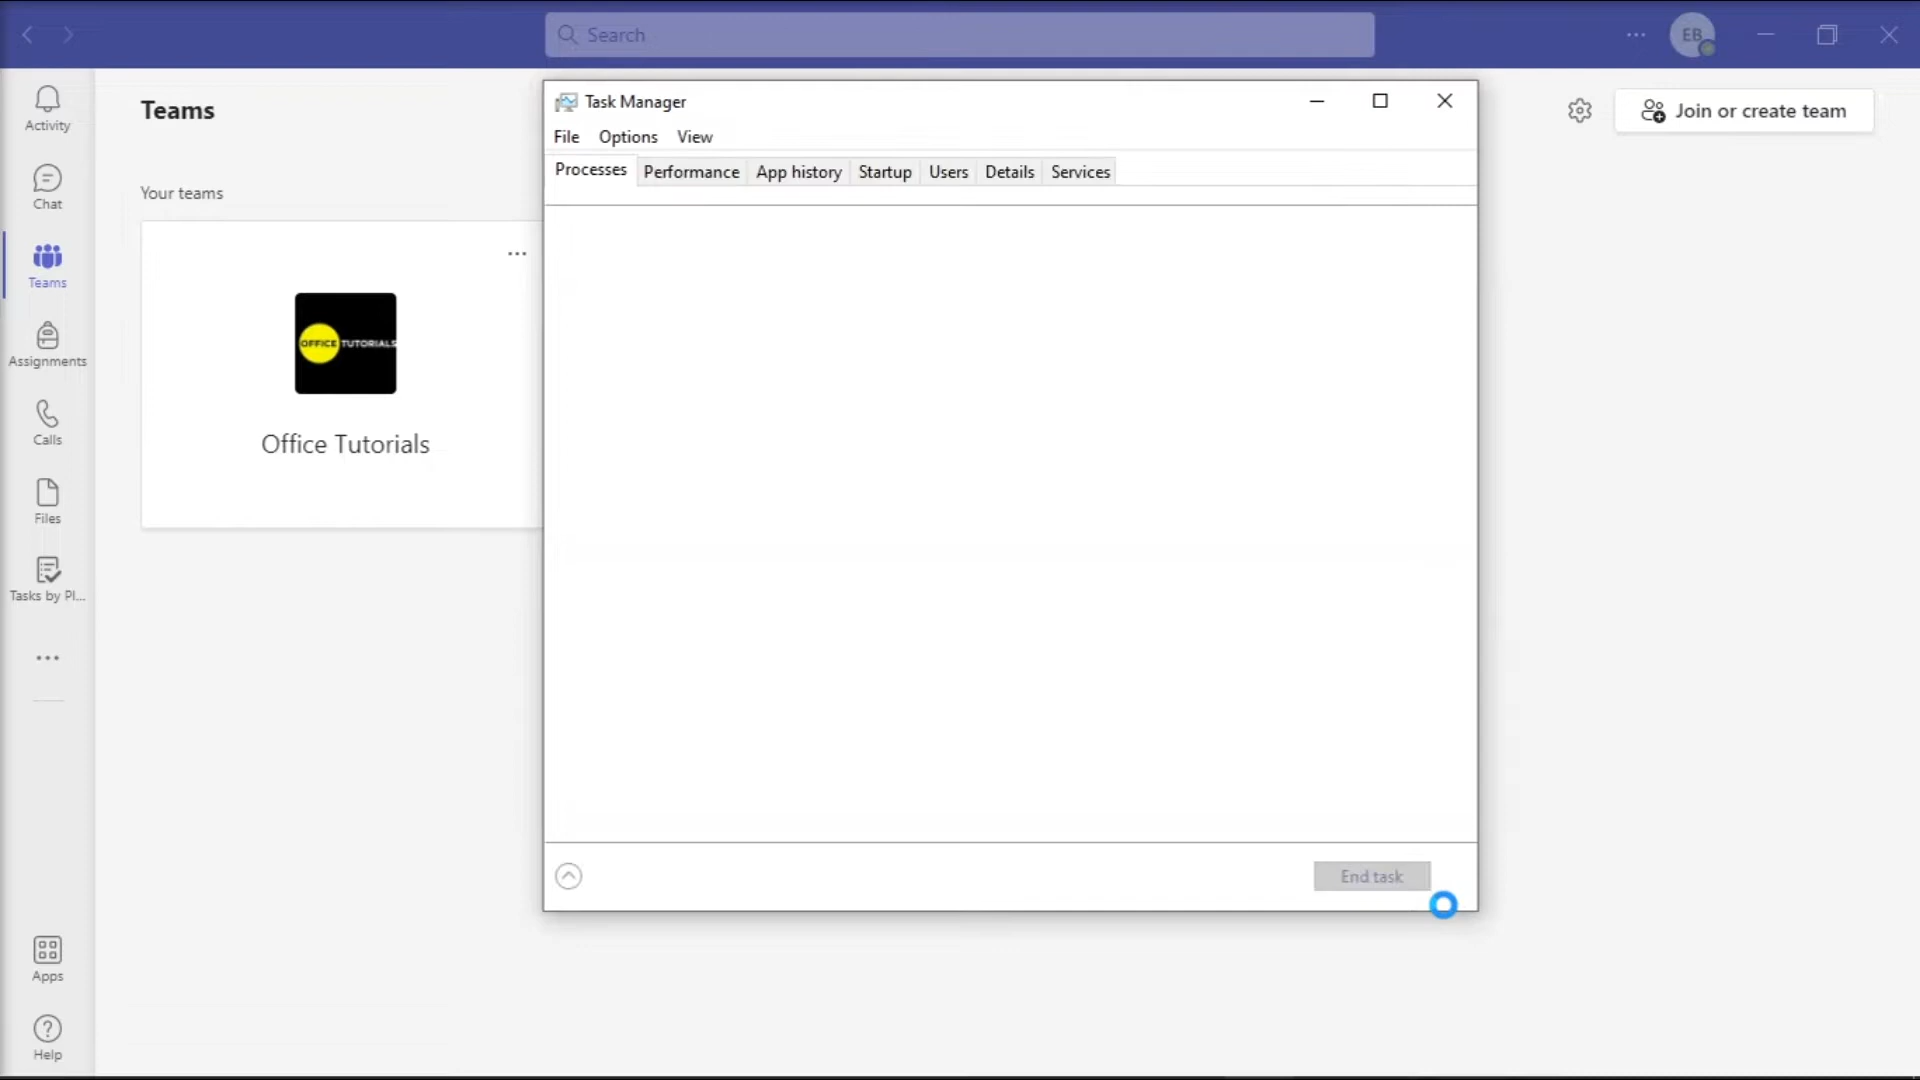 Search
EB
Activity
Chat
Teams
Assignments
Calls
Files
Tasks by Pl...
Apps
Help
Teams
Your teams
OFFICE TUTORIALS
Office Tutorials
Join or create team
Task Manager
File Options View
Processes Performance App history Startup Users Details Services
End task